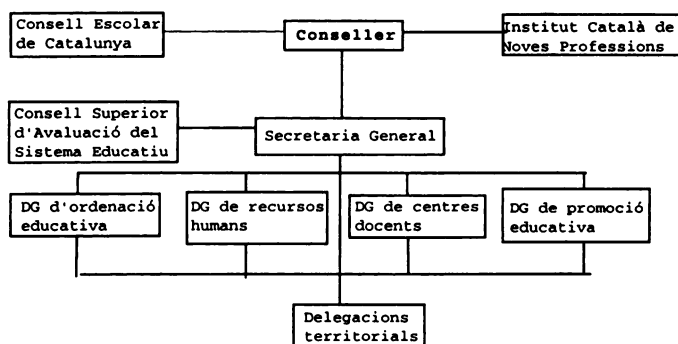 Consell Escolar
de Catalunya
Conseller
Institut Català de
Noves Professions
Consell Superior
d'Avaluació del
Sistema Educatiu
Secretaria General
DG d'ordenació
educativa
DG de recursos
humans
DG de centres
docents
DG de promoció
educativa
Delegacions
territorials